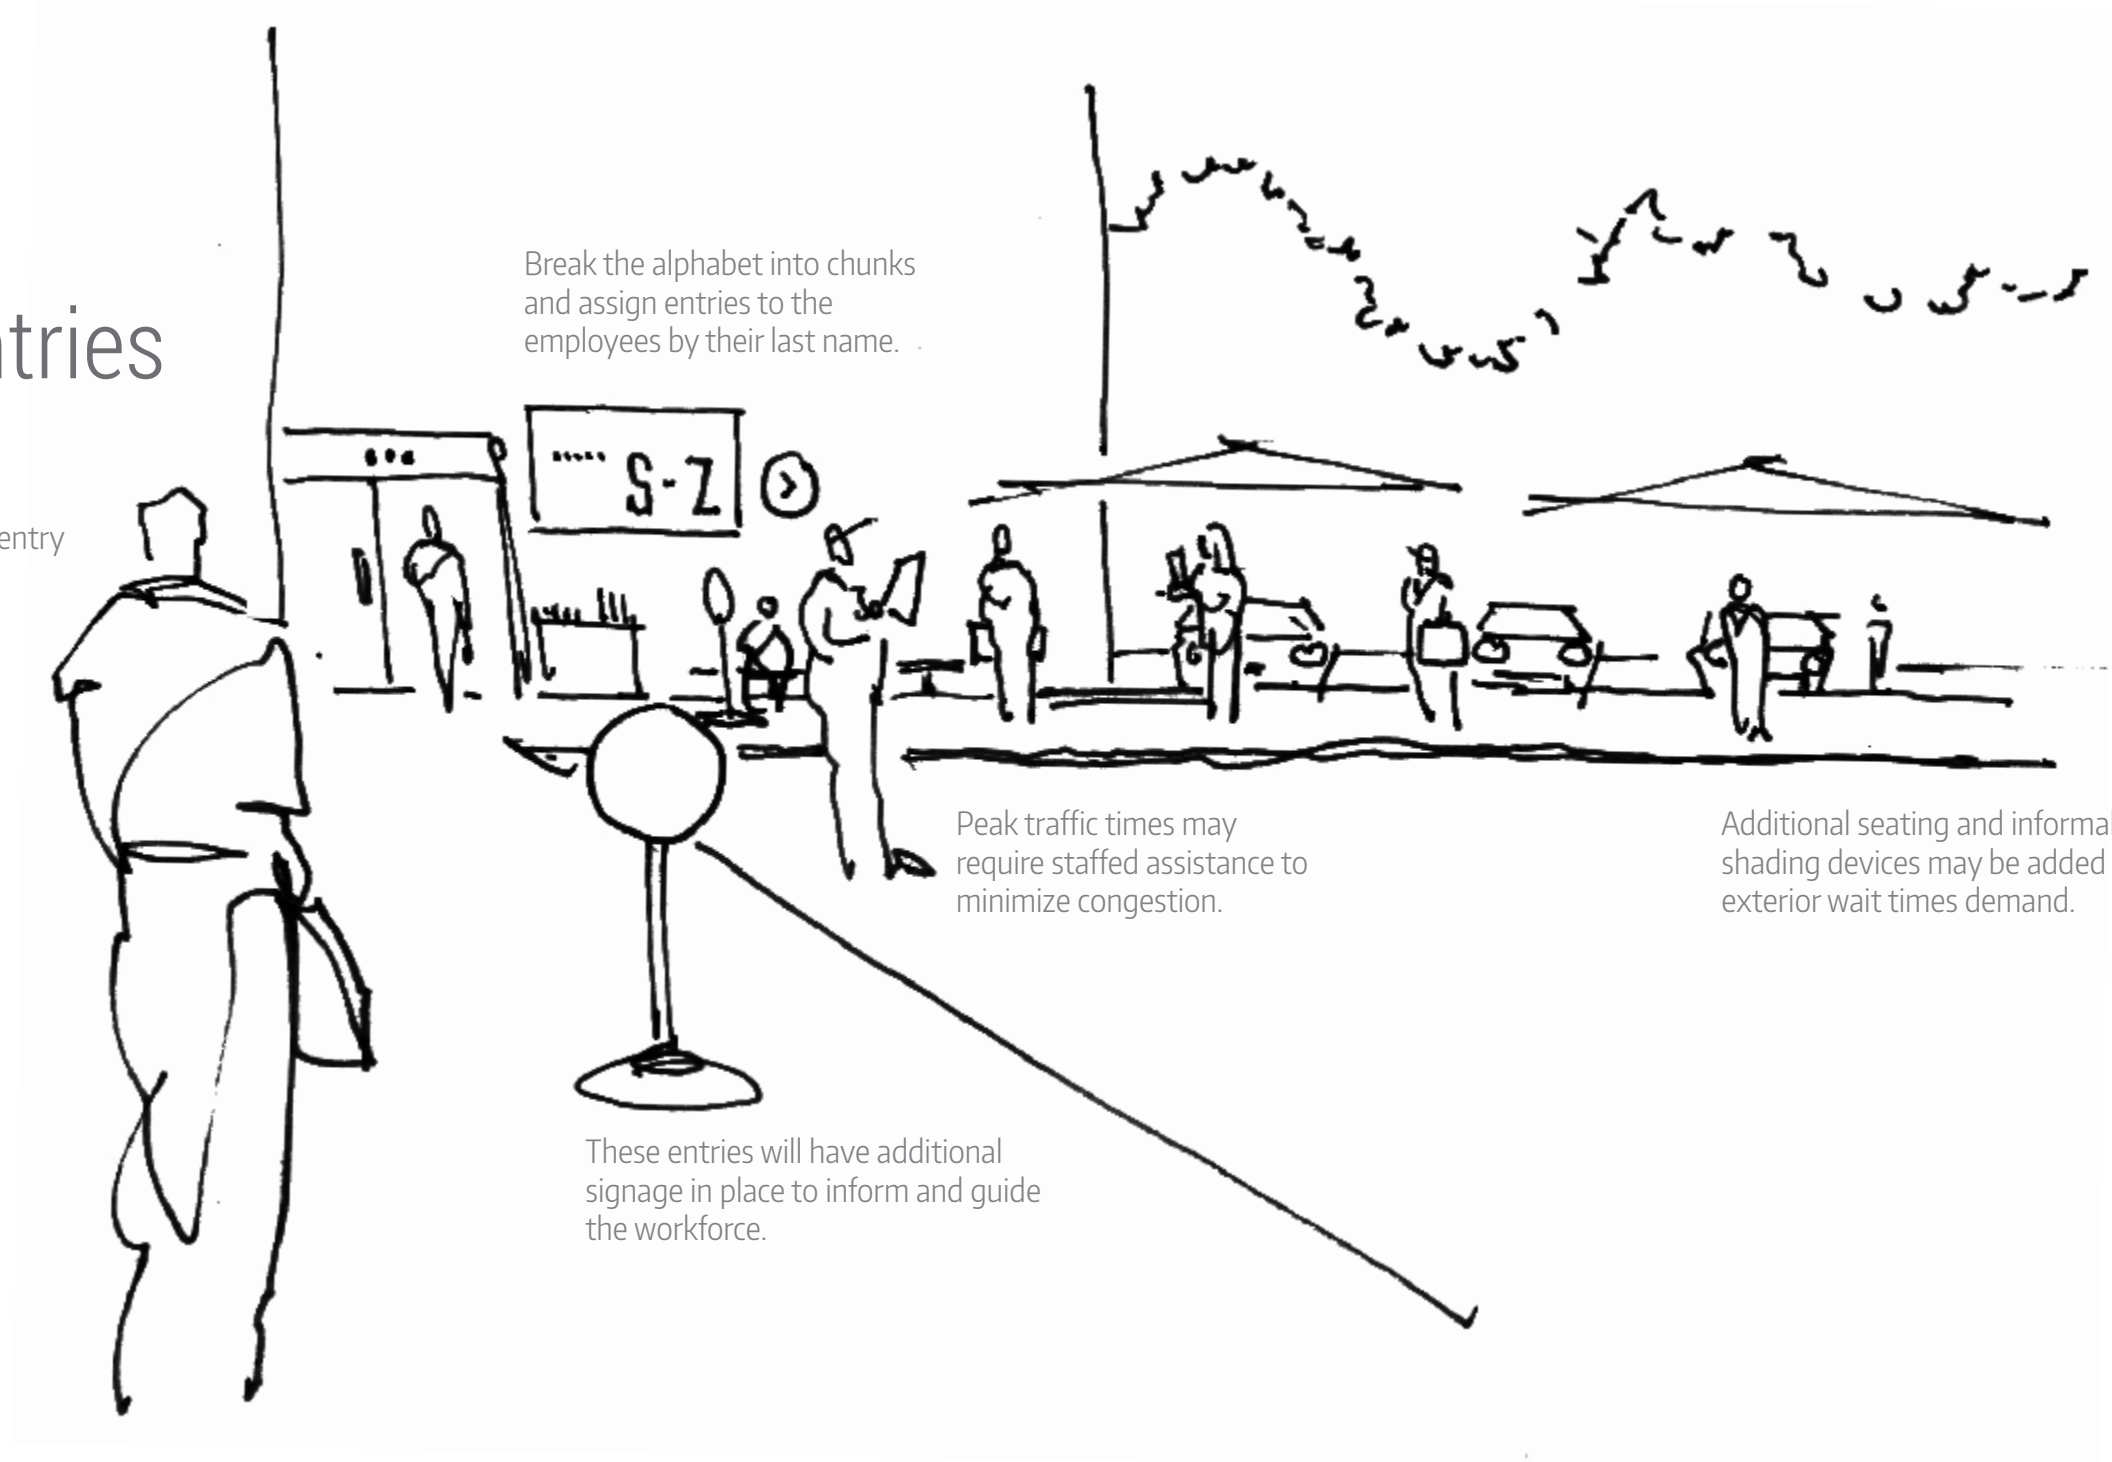 Break the alphabet into chunks
and assign entries to the
employees by their last name.
ntries
S-Z
entry
Peak traffic times may
require staffed assistance to
minimize congestion.
Additional seating and informal
shading devices may be added
exterior wait times demand.
These entries will have additional
signage in place to inform and guide
the workforce.